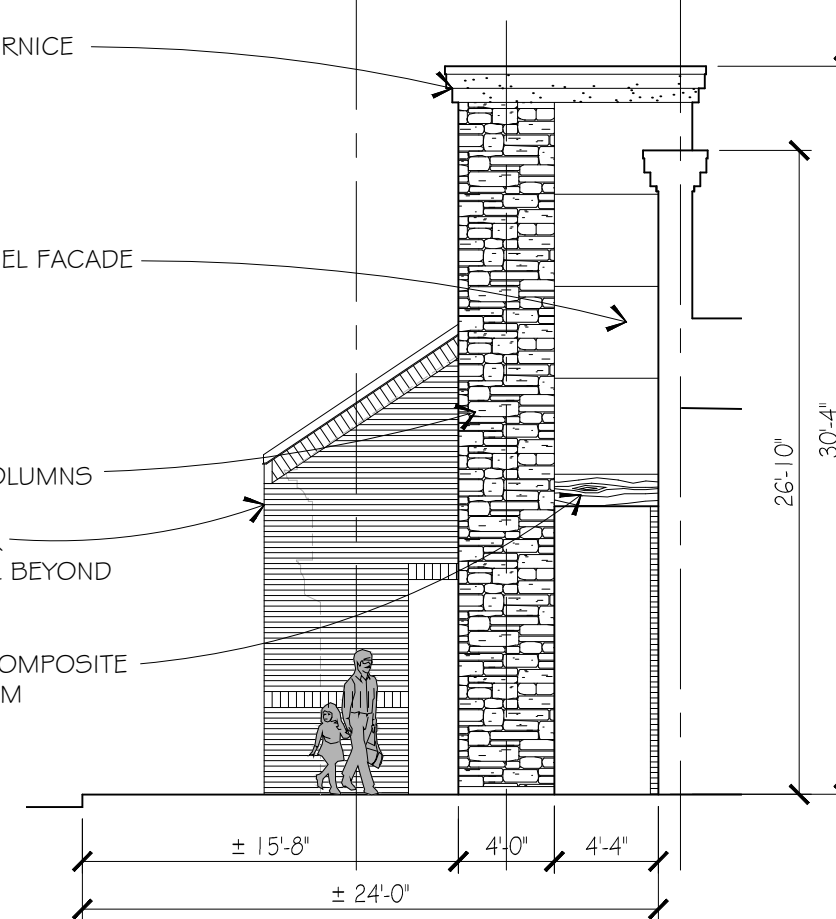 RNICE
EL FACADE
OLUMNS
BEYOND
OMPOSITE
M
26'-10"
30'-4"
± 15'-8"
4'-0"
4'-4"
± 24'-0"